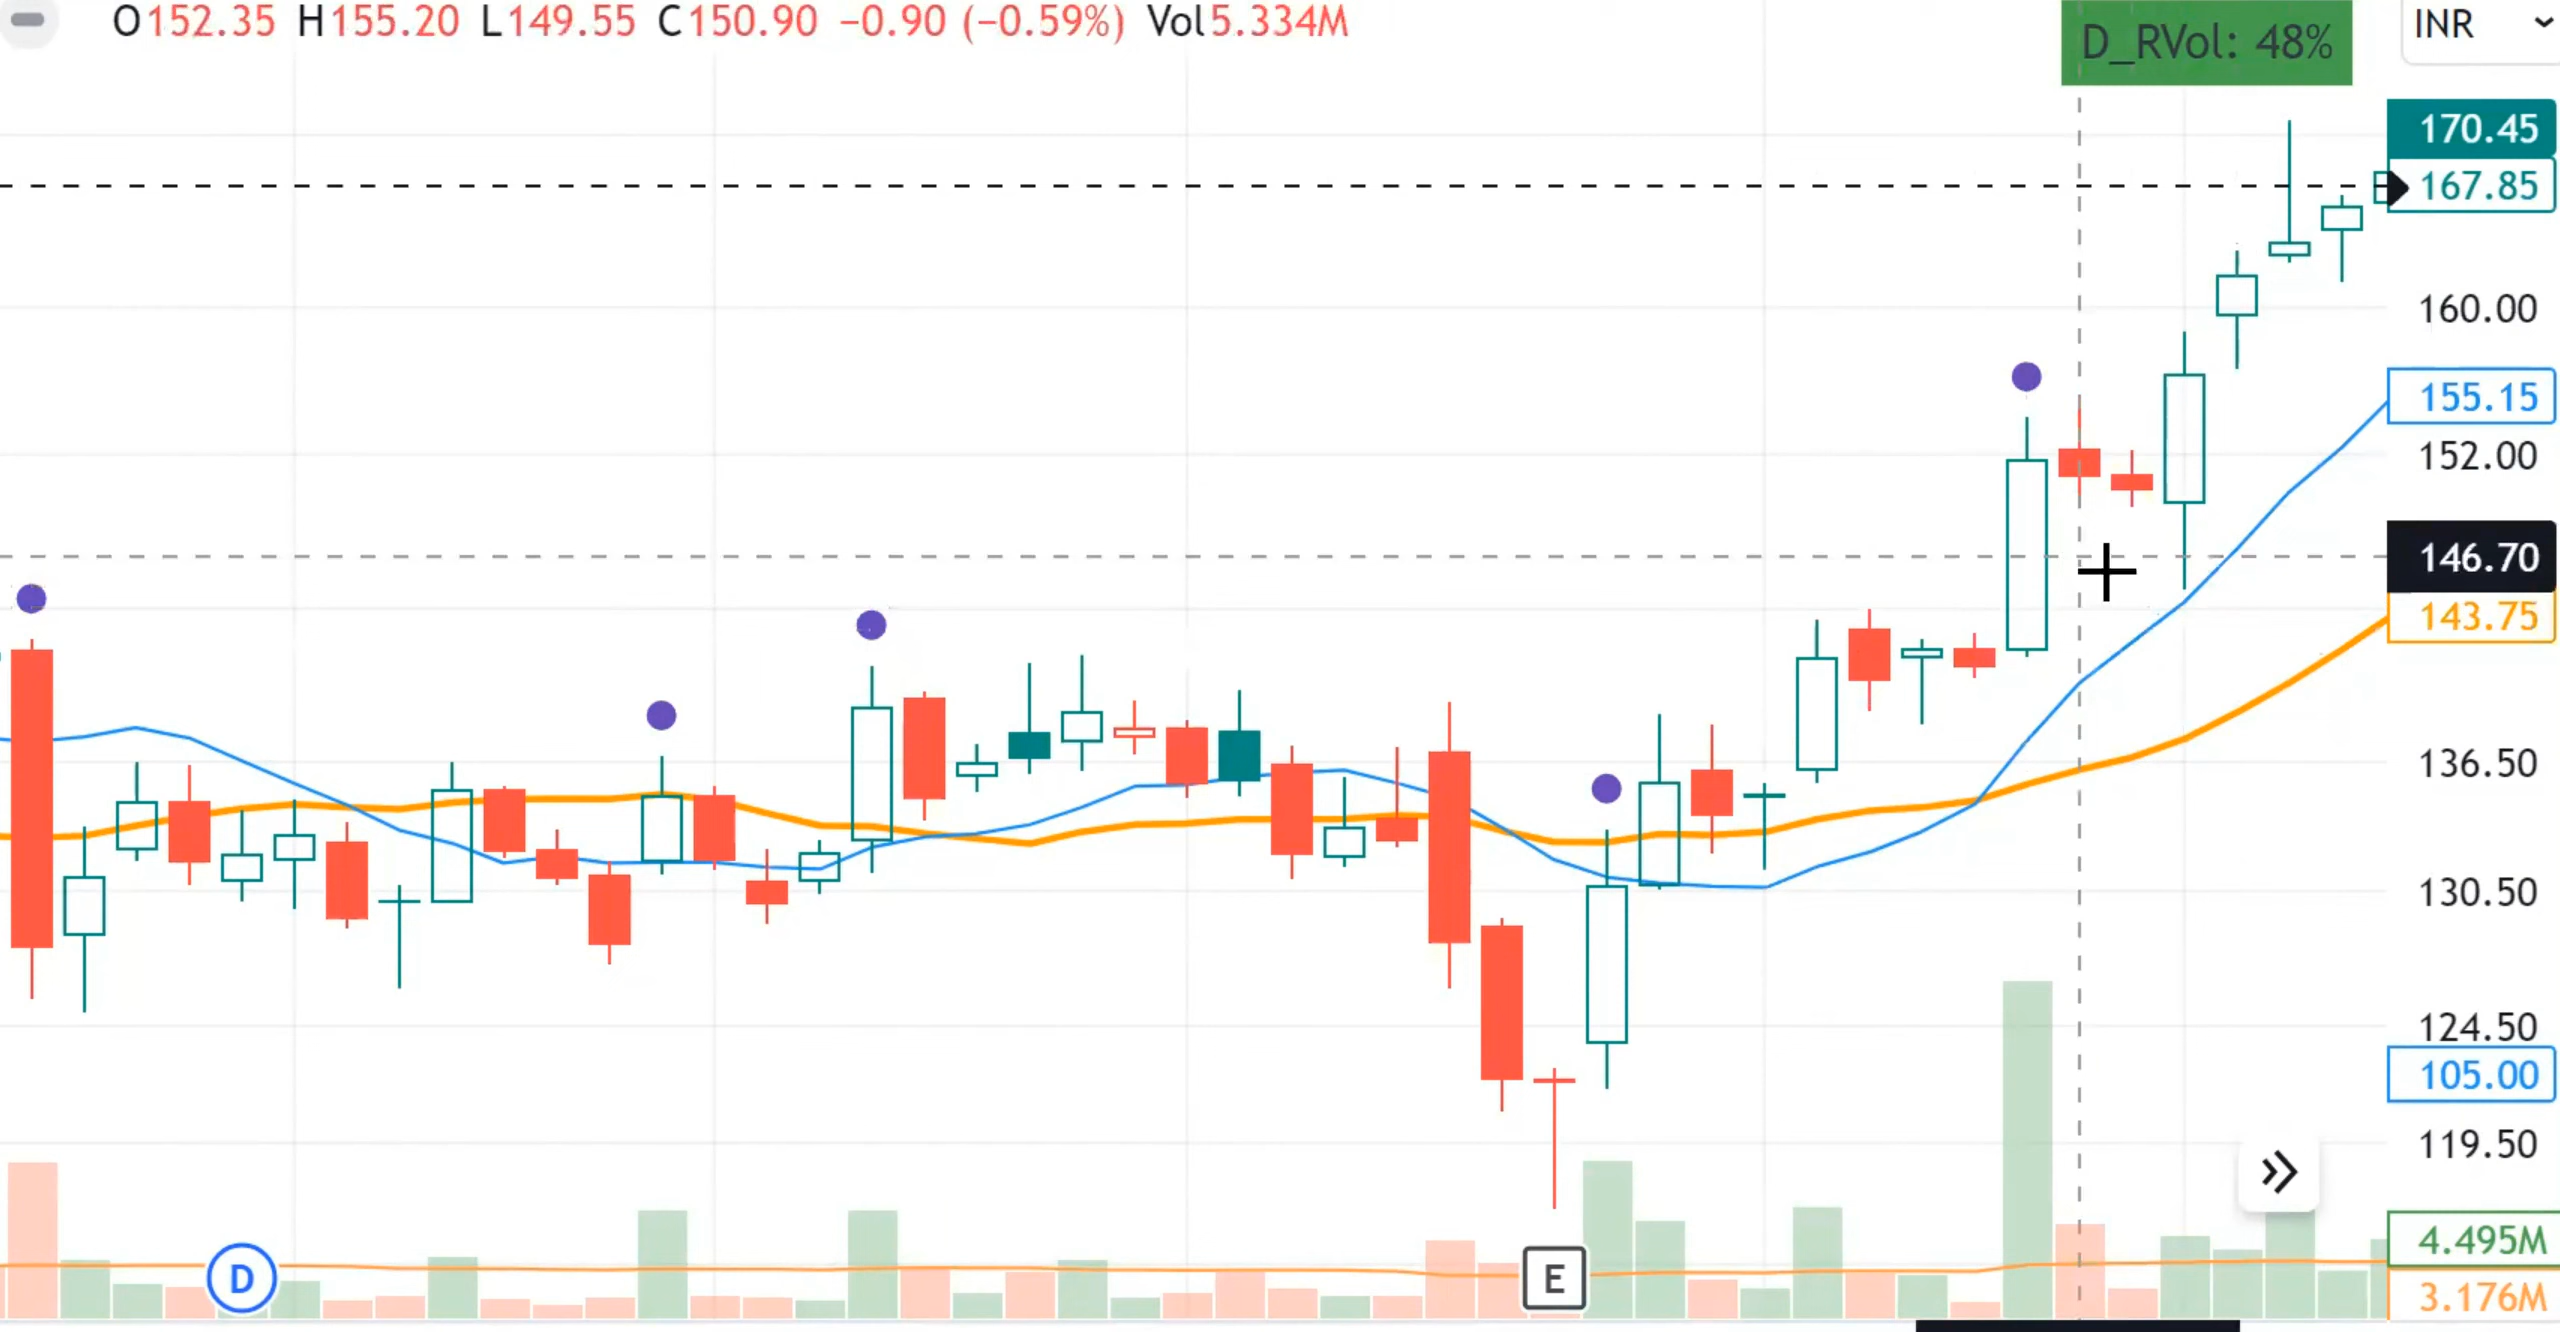 O152.35 H155.20 L149.55 C150.90 −0.90 (−0.59%) Vol5.334M
D_RVol: 48%
INR
170.45
167.85
160.00
155.15
152.00
146.70
143.75
136.50
130.50
124.50
105.00
119.50
4.495M
D
E
3.176M